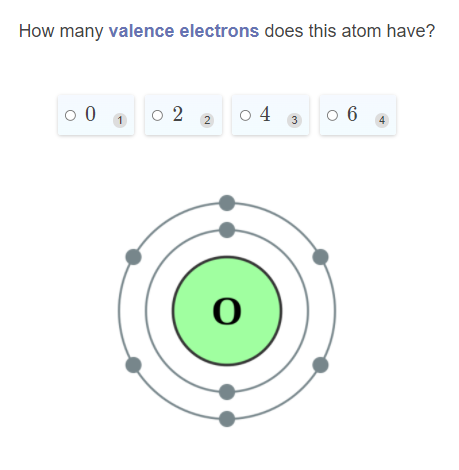 How many valence electrons does this atom have?
0 1 2 2 4 3 6 4
O